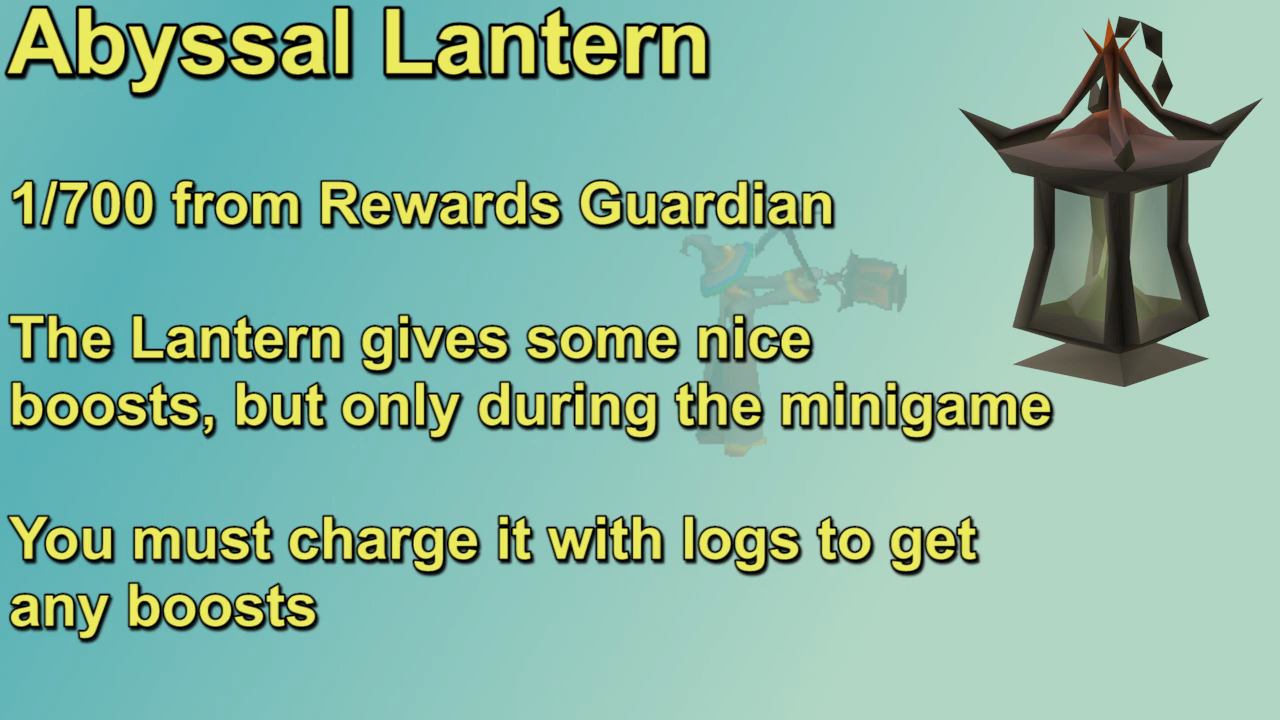 Abyssal Lantern
1/700 from Rewards Guardian
The Lantern gives some nice
boosts, but only during the minigame
You must charge it with logs to get
any boosts